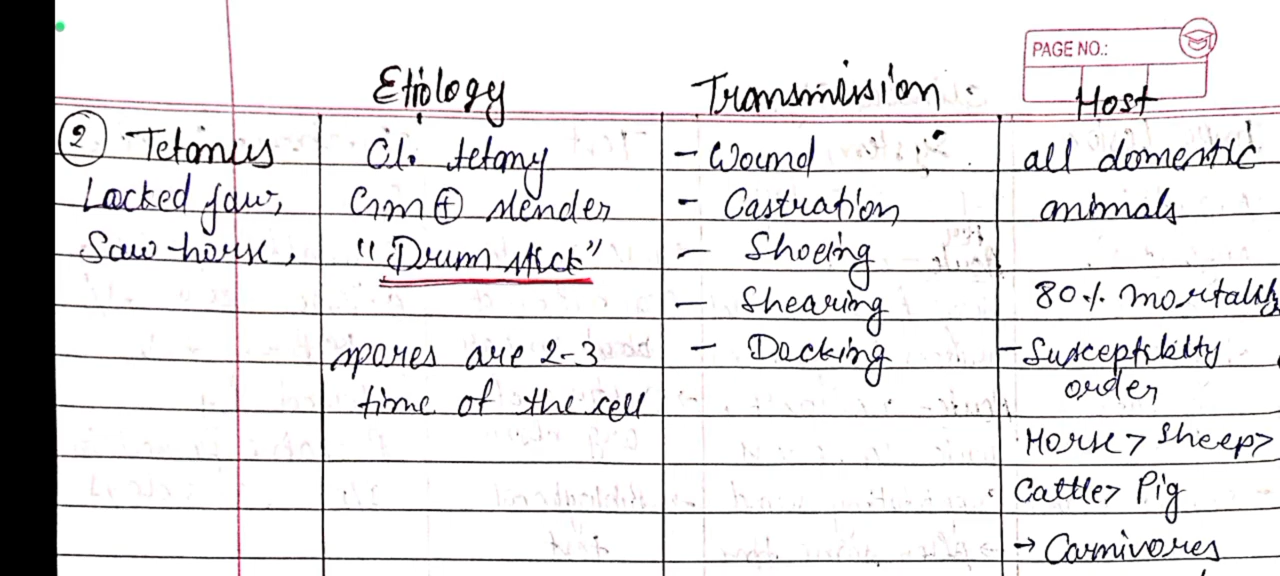 PAGE NO.:
Etiology Transmission Host
② Tetanus Cl. tetany - Wound all domestic
Locked jaw, Gm ⊕ slender - Castration animals
Saw horse, "Drum stick" - Shoeing
- Shearing 80% mortality
spores are 2-3 - Docking - Susceptibility
order
time of the cell
Horse > Sheep >
Cattle > Pig
→ Carnivores